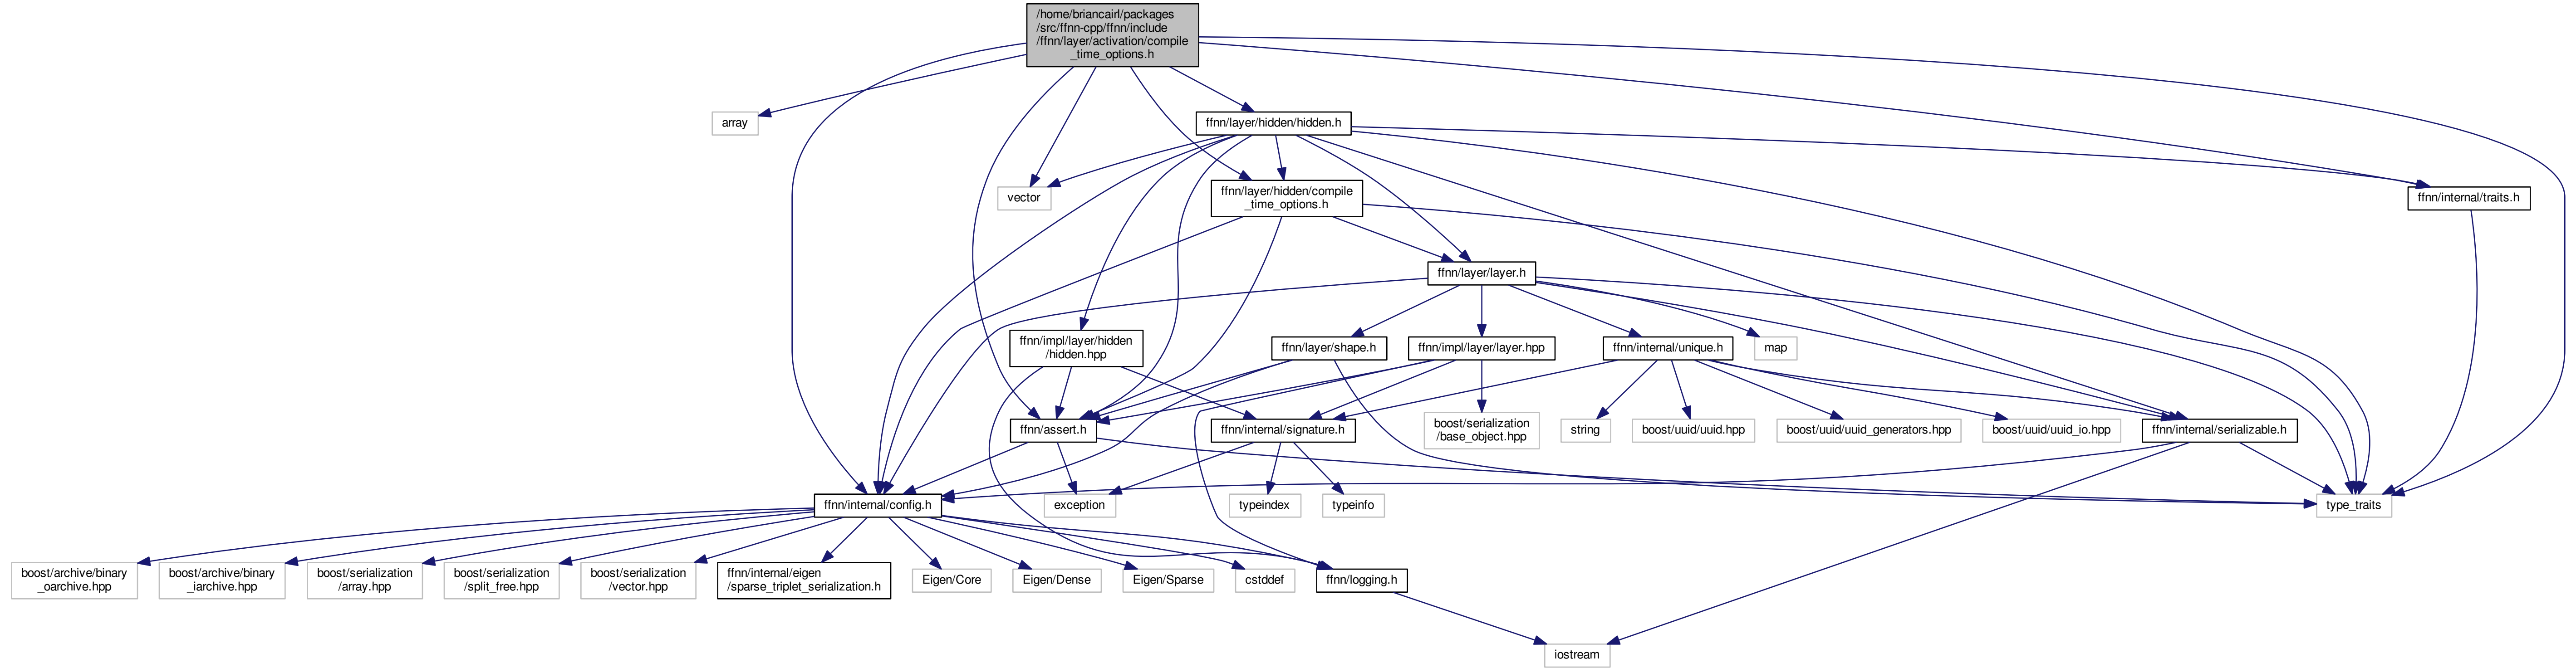 /home/briancairl/packages
/src/ffnn-cpp/ffnn/include
/ffnn/layer/activation/compile
_time_options.h
array
ffnn/layer/hidden/hidden.h
vector
ffnn/layer/hidden/compile
_time_options.h
ffnn/internal/traits.h
ffnn/layer/layer.h
ffnn/impl/layer/hidden
/hidden.hpp
ffnn/layer/shape.h
ffnn/impl/layer/layer.hpp
ffnn/internal/unique.h
map
ffnn/assert.h
ffnn/internal/signature.h
boost/serialization
/base_object.hpp
string
boost/uuid/uuid.hpp
boost/uuid/uuid_generators.hpp
boost/uuid/uuid_io.hpp
ffnn/internal/serializable.h
ffnn/internal/config.h
exception
typeindex
typeinfo
type_traits
boost/archive/binary
_oarchive.hpp
boost/archive/binary
_iarchive.hpp
boost/serialization
/array.hpp
boost/serialization
/split_free.hpp
boost/serialization
/vector.hpp
ffnn/internal/eigen
/sparse_triplet_serialization.h
Eigen/Core
Eigen/Dense
Eigen/Sparse
cstddef
ffnn/logging.h
iostream